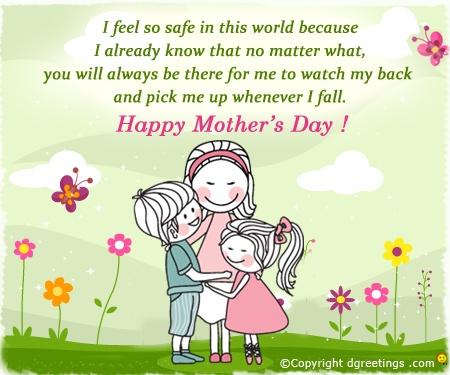 I feel so safe in this world because
I already know that no matter what,
you will always be there for me to watch my back
and pick me up whenever I fall.
Happy Mother's Day !
©Copyright dgreetings .com